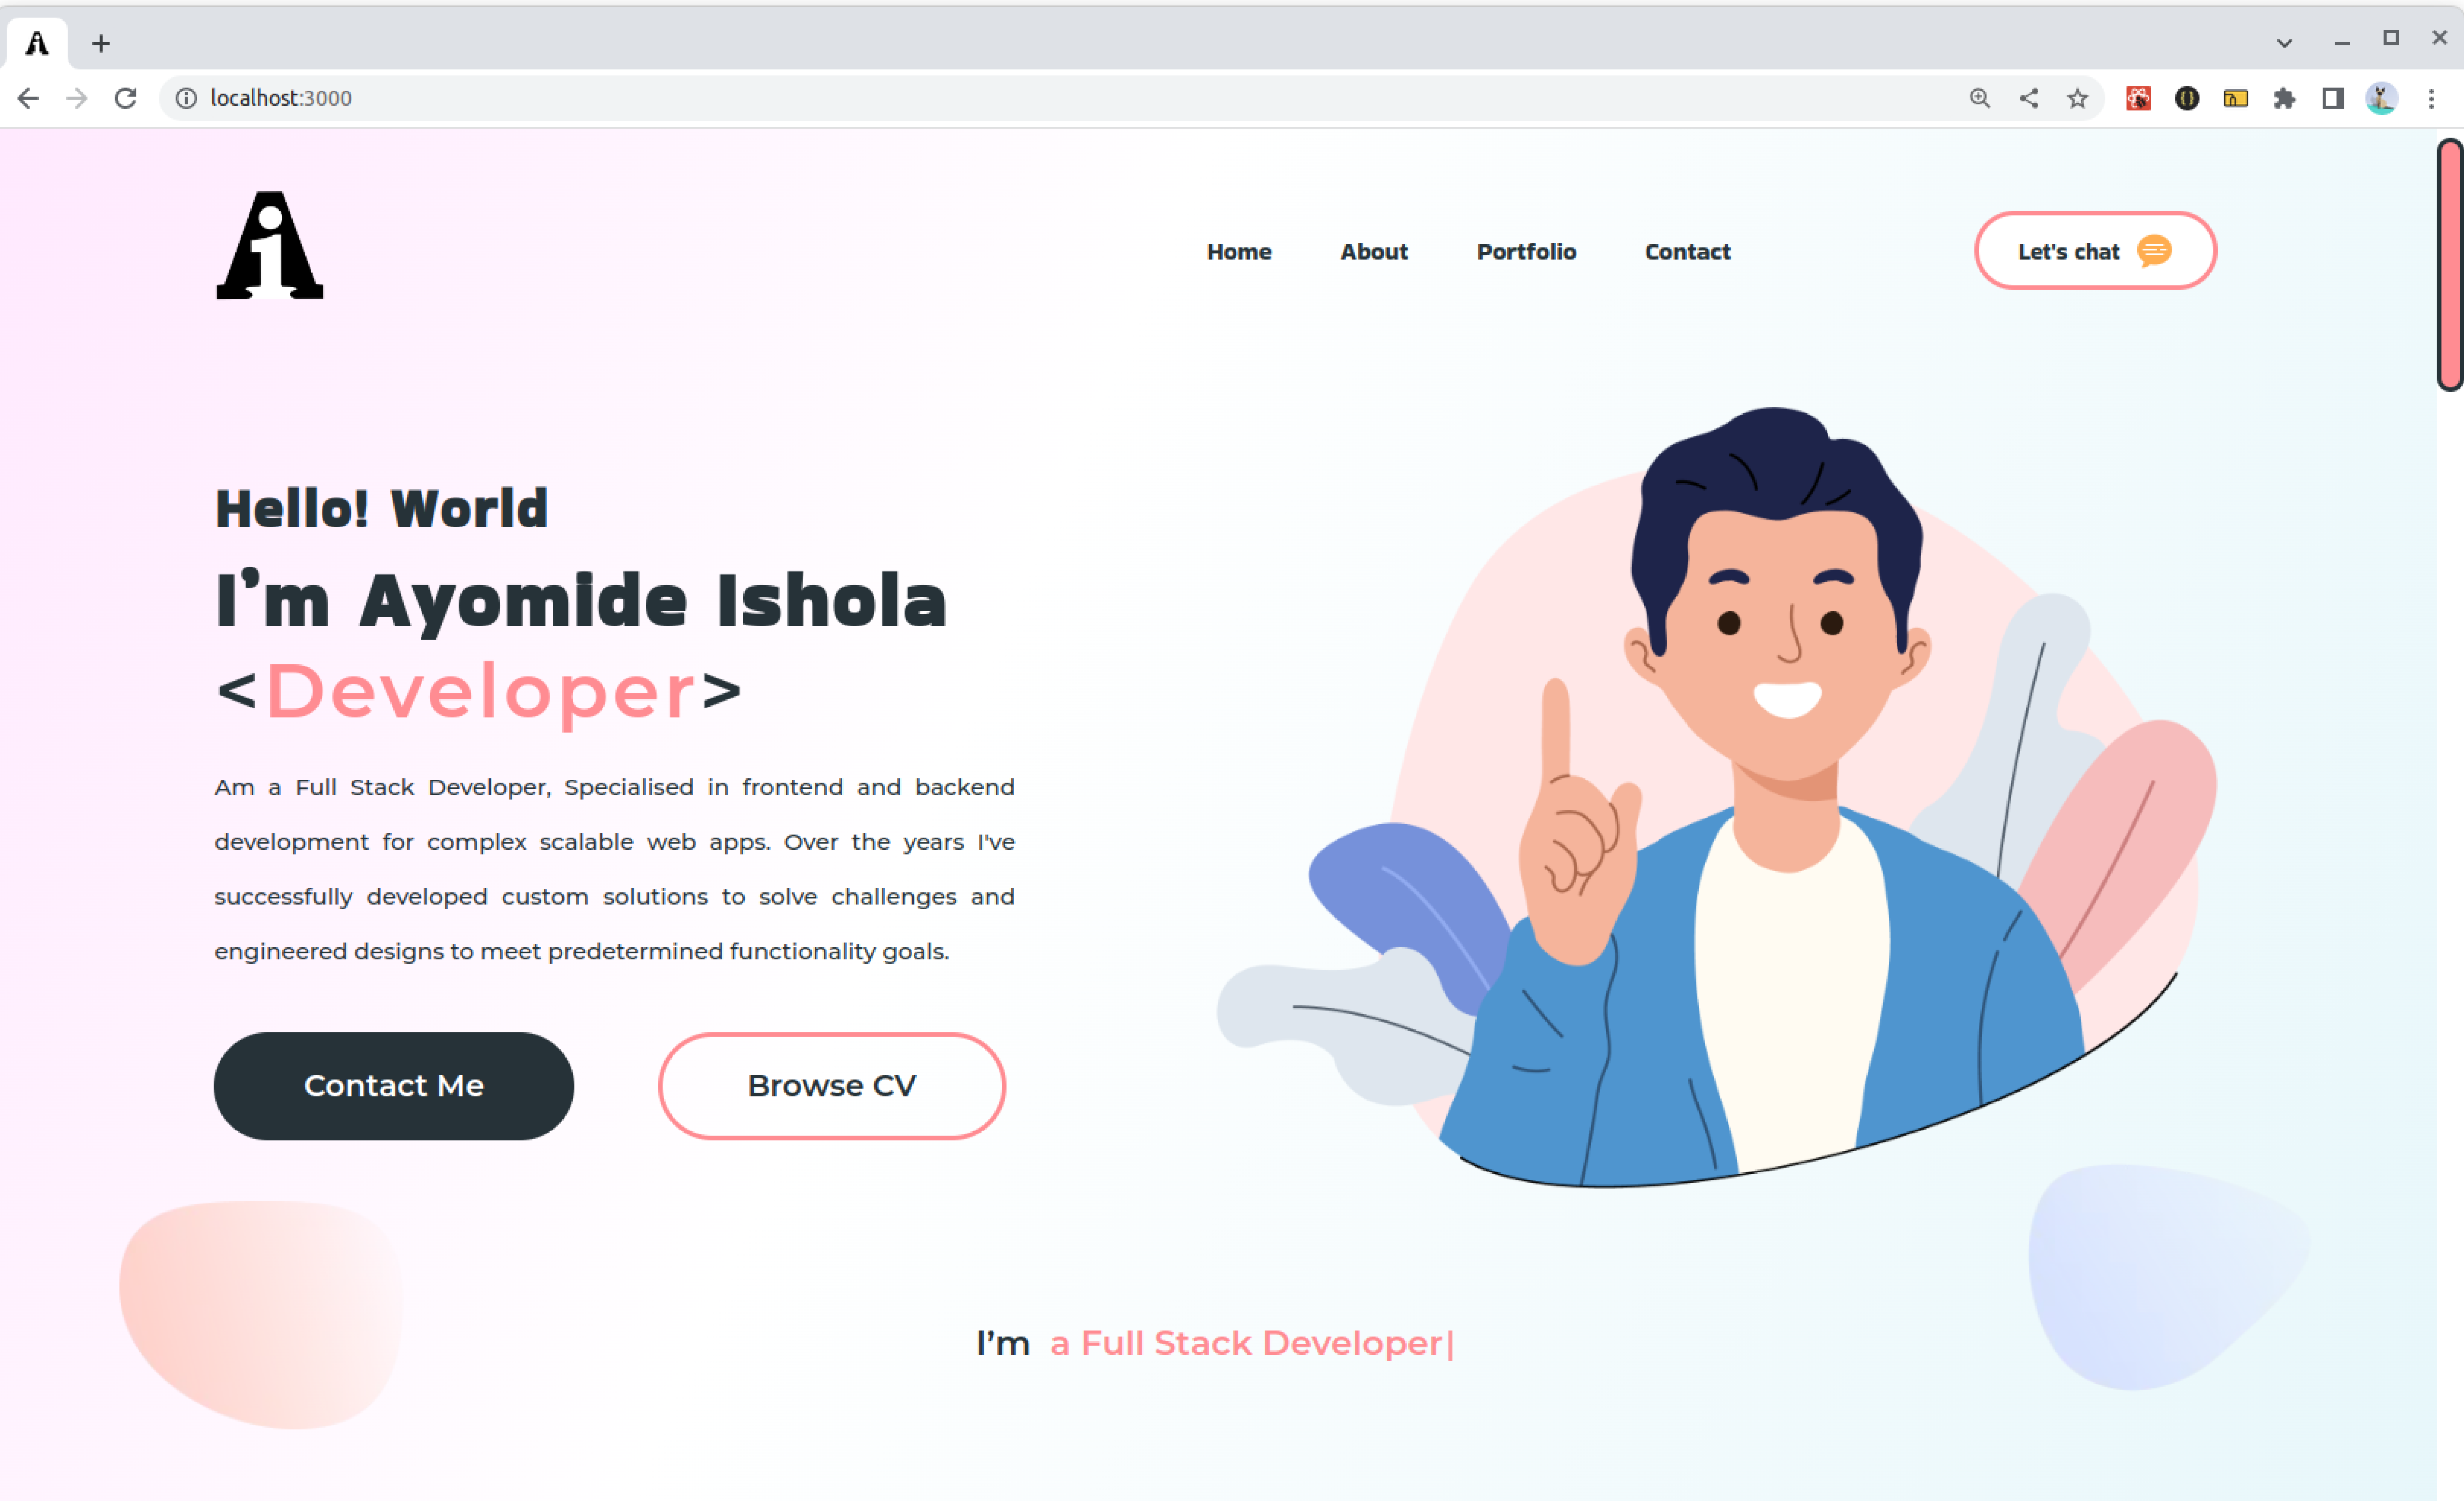 localhost:3000
Ai
Home About Portfolio Contact Let's chat
Hello! World
I'm Ayomide Ishola
<Developer>
Am a Full Stack Developer, Specialised in frontend and backend
development for complex scalable web apps. Over the years I've
successfully developed custom solutions to solve challenges and
engineered designs to meet predetermined functionality goals.
Contact Me Browse CV
I'm a Full Stack Developer|